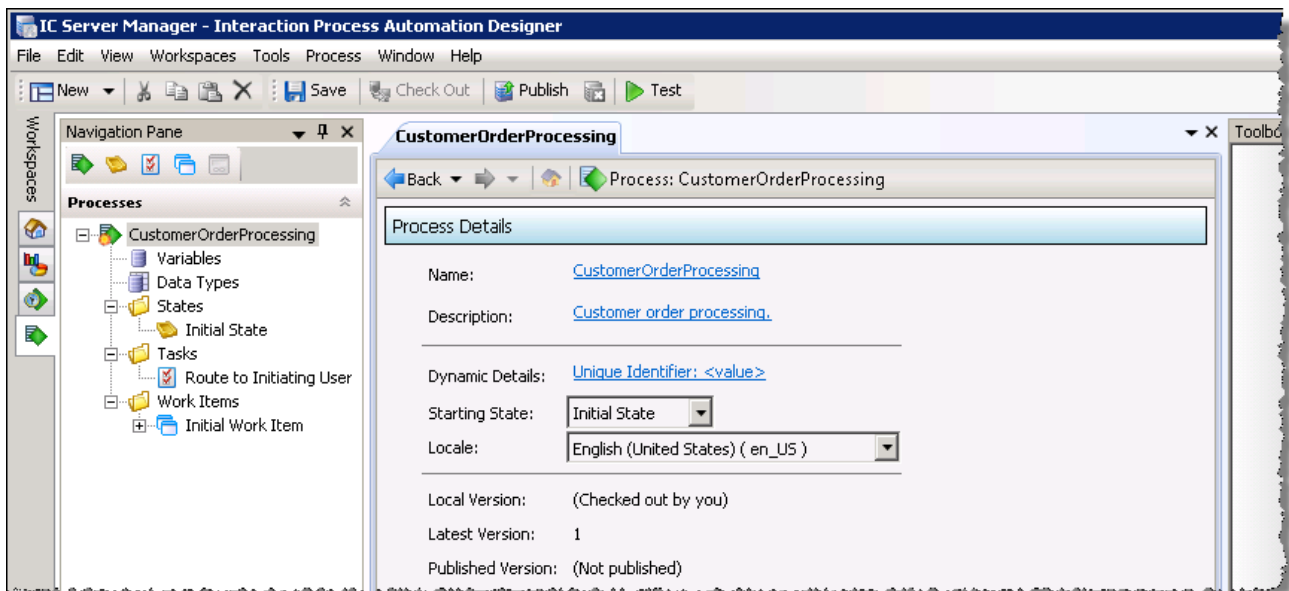 IC Server Manager - Interaction Process Automation Designer
File Edit View Workspaces Tools Process Window Help
New Save Check Out Publish Test
Workspaces
Navigation Pane
Processes
CustomerOrderProcessing
Variables
Data Types
States
Initial State
Tasks
Route to Initiating User
Work Items
Initial Work Item
CustomerOrderProcessing
Back Process: CustomerOrderProcessing
Process Details
Name: CustomerOrderProcessing
Description: Customer order processing.
Dynamic Details: Unique Identifier: <value>
Starting State: Initial State
Locale: English (United States) ( en_US )
Local Version: (Checked out by you)
Latest Version: 1
Published Version: (Not published)